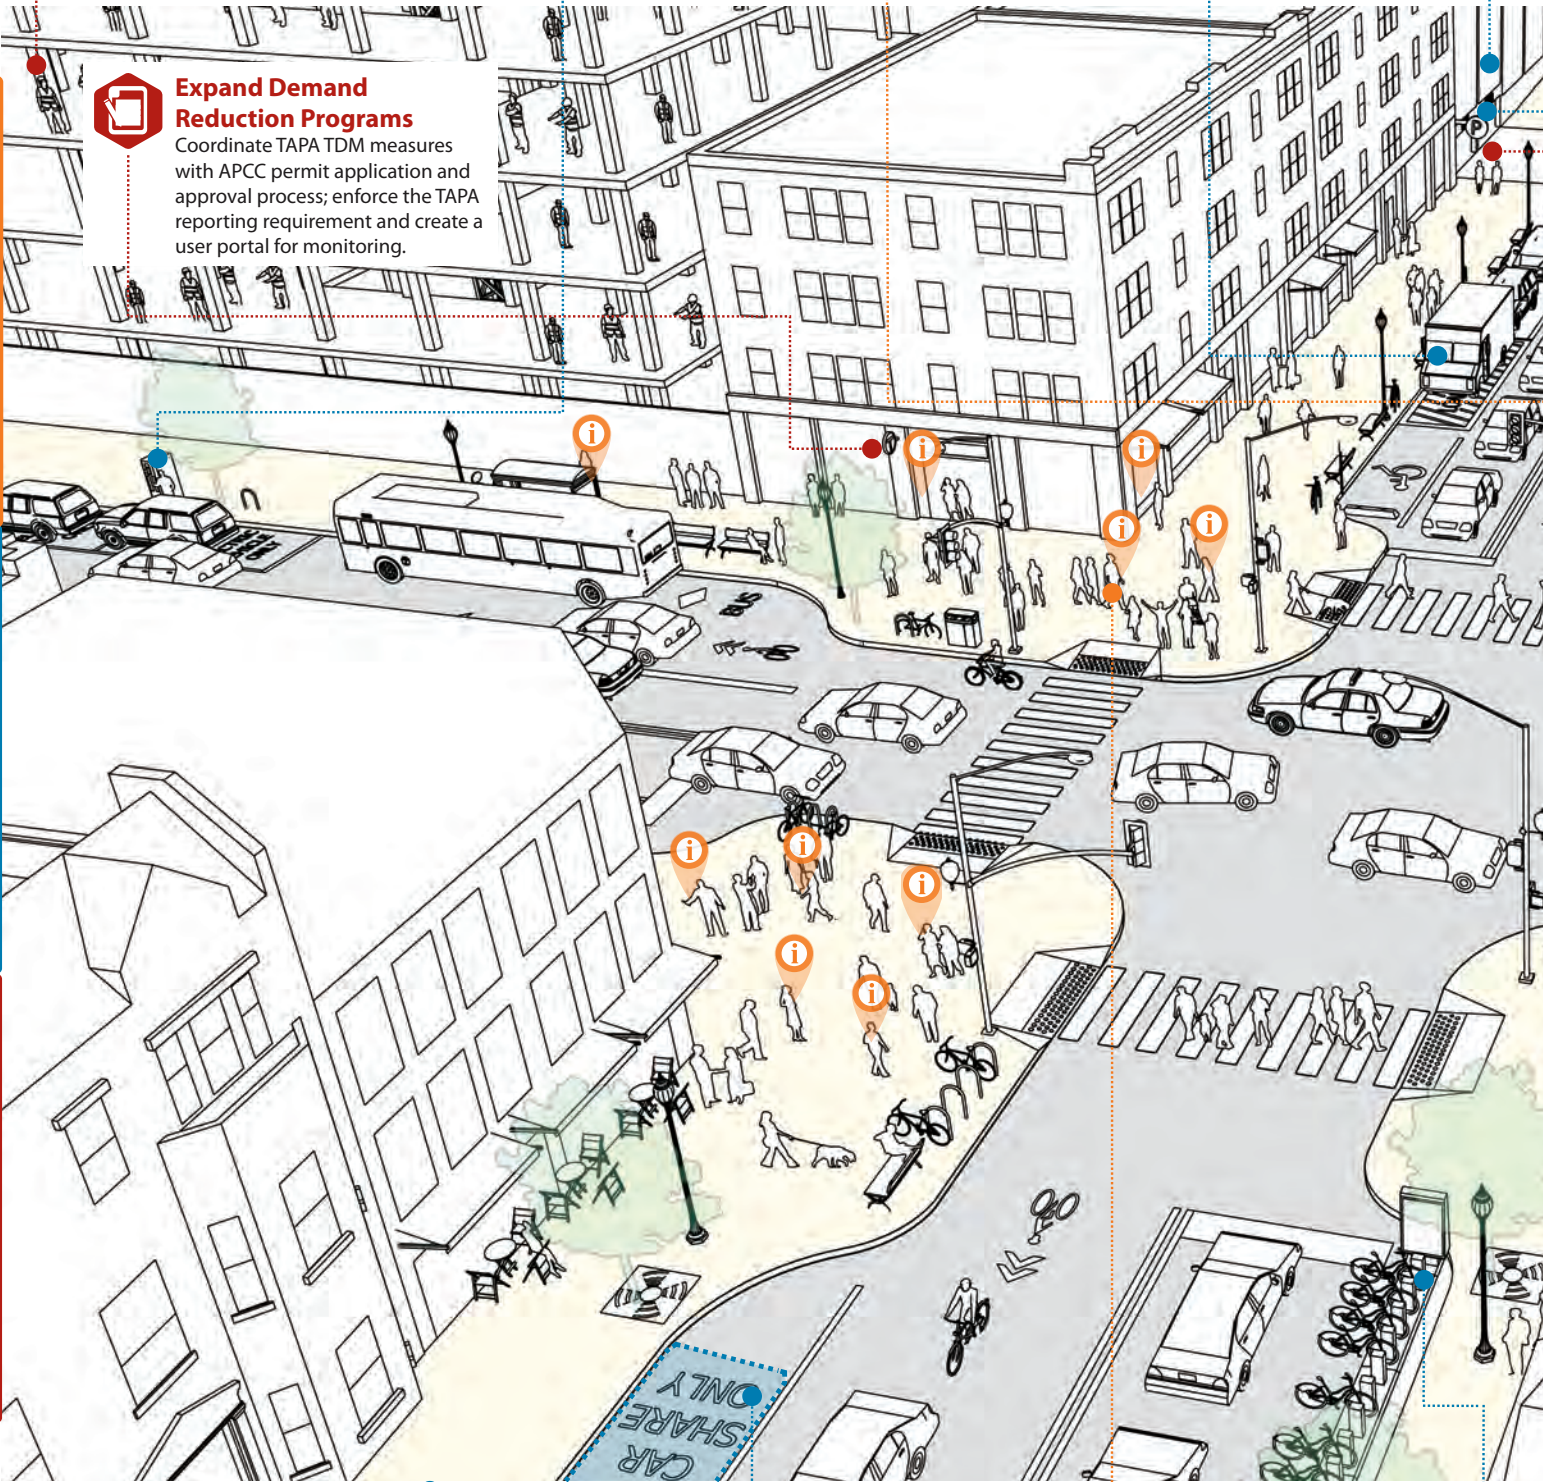 Expand Demand
Reduction Programs
Coordinate TAPA TDM measures
with APCC permit application and
approval process; enforce the TAPA
reporting requirement and create a
user portal for monitoring.
P
i
i
i
i
i
BUS
i
i
i
i
i
ONLY
SHARE
CAR